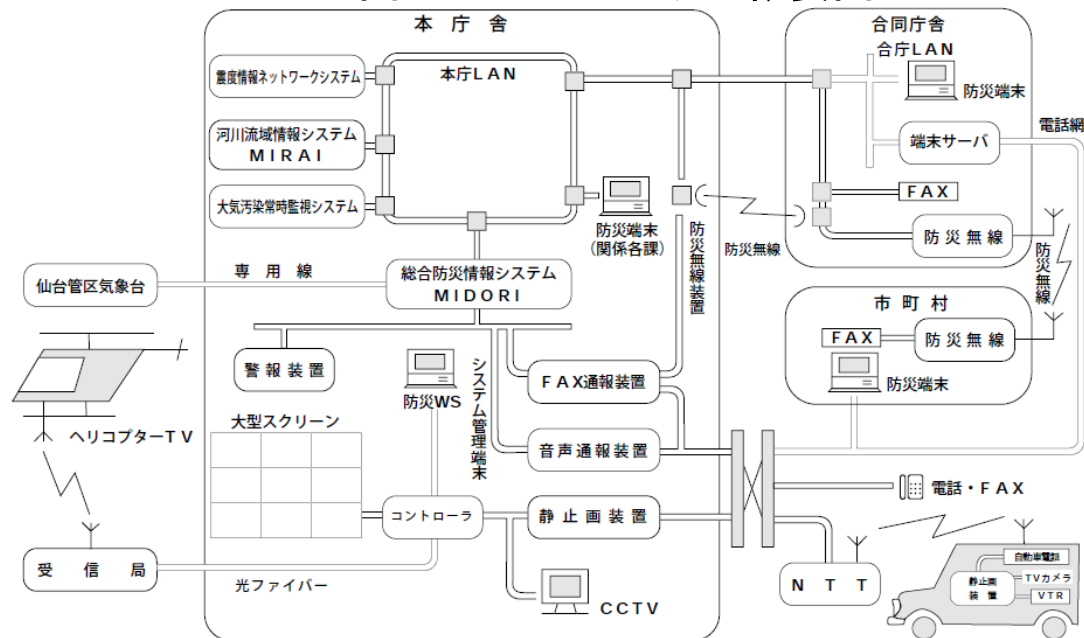 本庁舎
合同庁舎
合庁LAN
震度情報ネットワークシステム
本庁LAN
防災端末
電話網
河川流域情報システム
MIRAI
端末サーバ
大気汚染常時監視システム
FAX
防災端末
(関係各課)
防災無線装置
防災無線
防災無線
防災無線
専用線
仙台管区気象台
総合防災情報システム
MIDORI
市町村
FAX
防災無線
防災端末
警報装置
防災WS
システム管理端末
FAX通報装置
大型スクリーン
ヘリコプターTV
音声通報装置
電話・FAX
コントローラ
静止画装置
受信局
光ファイバー
CCTV
NTT
自動車電話
静止画
装置
TVカメラ
VTR